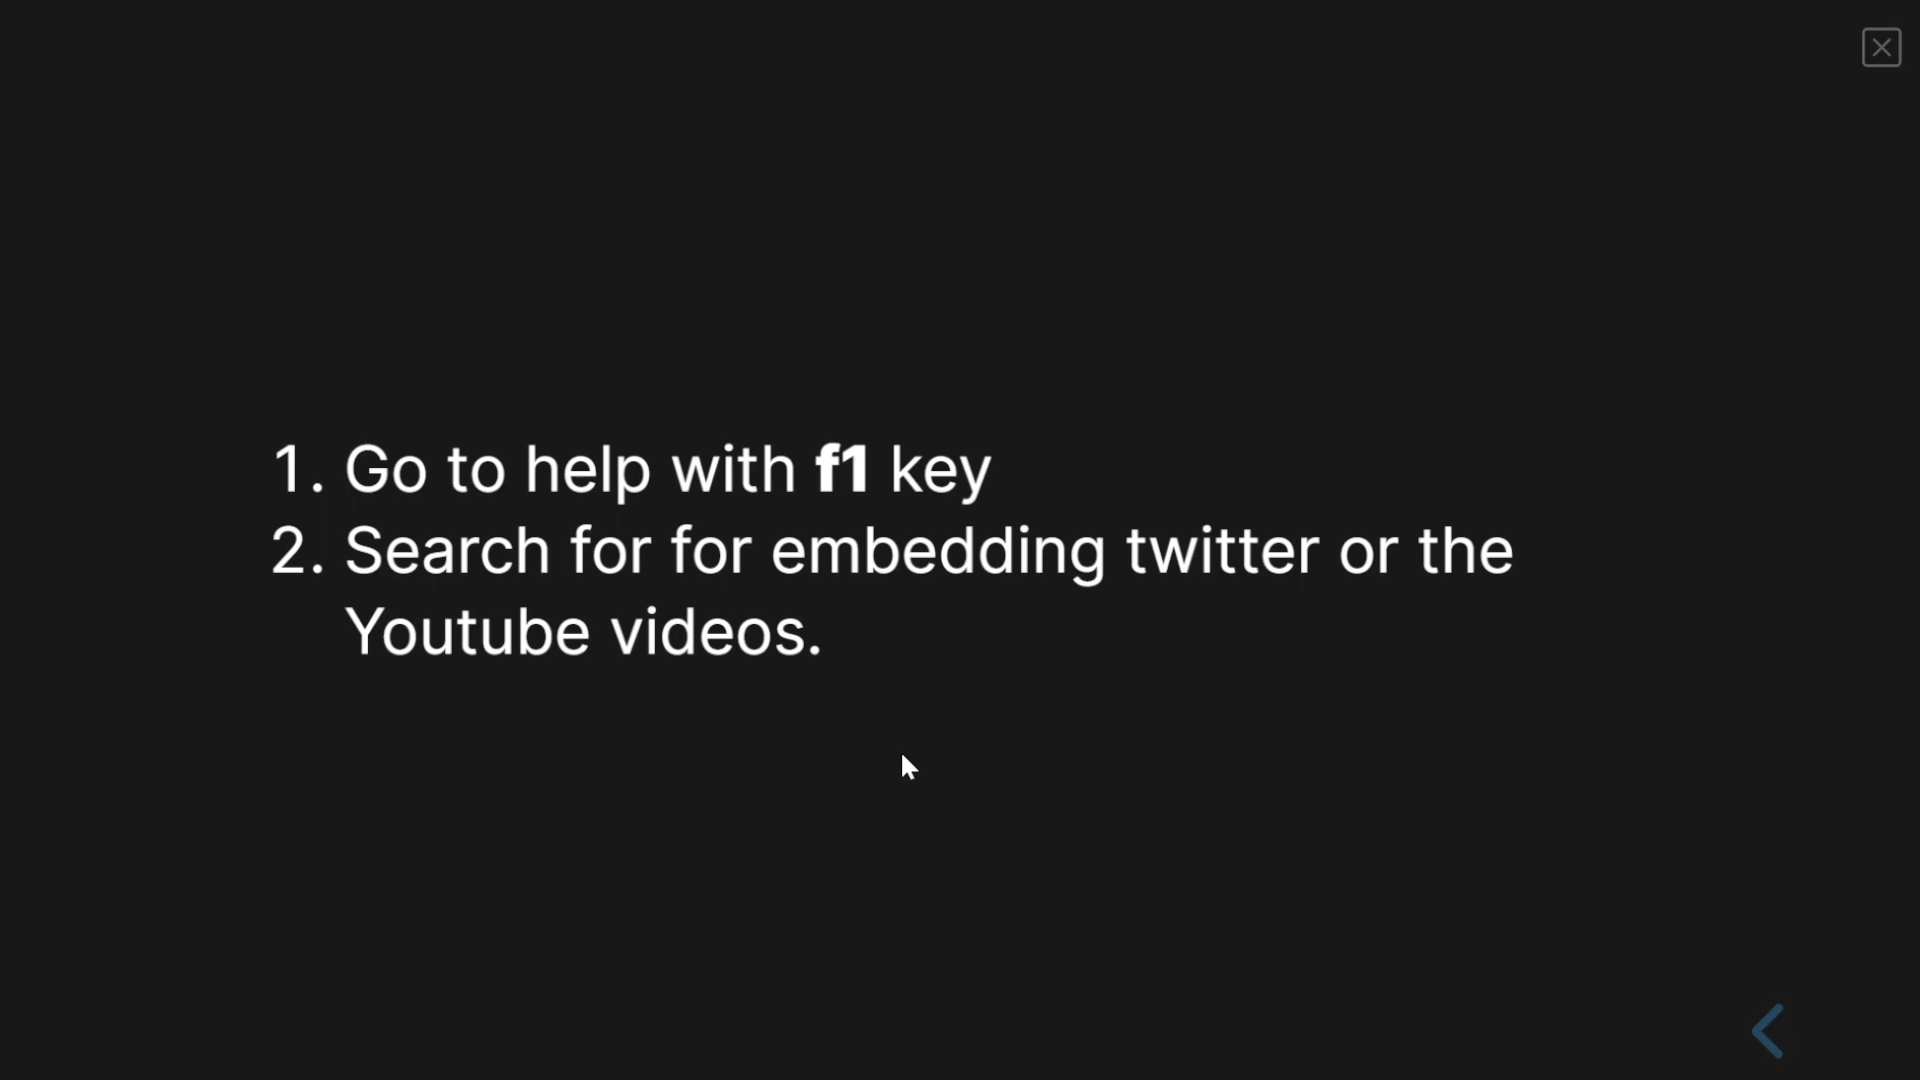 1. Go to help with f1 key
2. Search for for embedding twitter or the
Youtube videos.